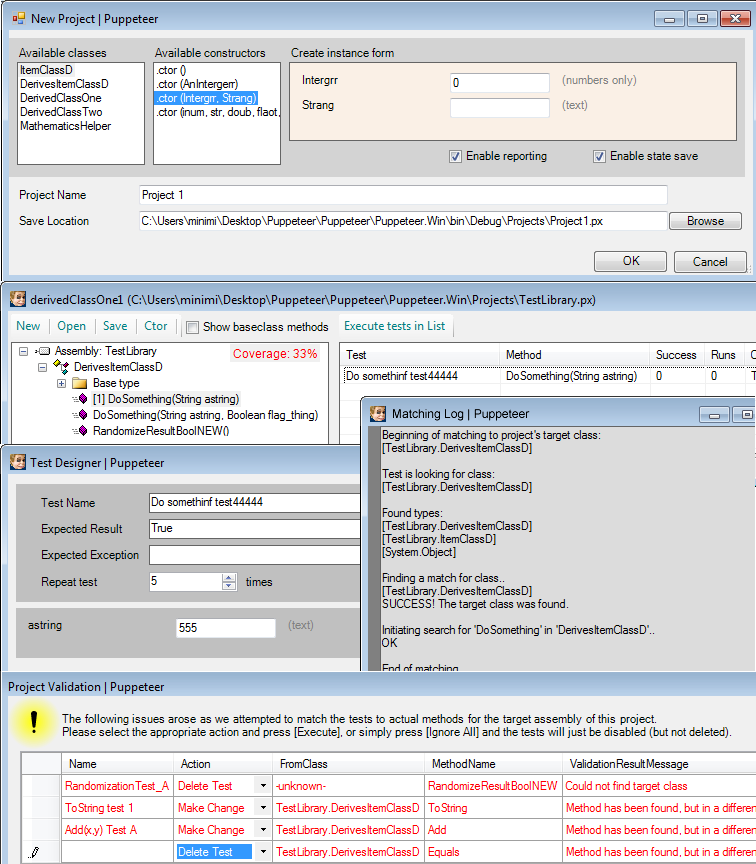 New Project | Puppeteer
Available classes
Available constructors
Create instance form
ItemClassD
DerivesItemClassD
DerivedClassOne
DerivedClassTwo
MathematicsHelper
.ctor ()
.ctor (AnIntergerr)
.ctor (Intergrr, Strang)
.ctor (inum, str, doub, flaot,
Intergrr 0 (numbers only)
Strang (text)
Enable reporting Enable state save
Project Name Project 1
Save Location C:\Users\minimi\Desktop\Puppeteer\Puppeteer\Puppeteer.Win\bin\Debug\Projects\Project1.px Browse
OK Cancel
derivedClassOne1 (C:\Users\minimi\Desktop\Puppeteer\Puppeteer\Puppeteer.Win\Projects\TestLibrary.px)
New Open Save Ctor Show baseclass methods Execute tests in List
Assembly: TestLibrary Coverage: 33%
DerivesItemClassD
Base type
[1] DoSomething(String astring)
DoSomething(String astring, Boolean flag_thing)
RandomizeResultBoolNEW()
Test Method Success Runs
Do somethinf test44444 DoSomething(String astring) 0 0
Matching Log | Puppeteer
Beginning of matching to project's target class:
[TestLibrary.DerivesItemClassD]
Test is looking for class:
[TestLibrary.DerivesItemClassD]
Found types:
[TestLibrary.DerivesItemClassD]
[TestLibrary.ItemClassD]
[System.Object]
Finding a match for class..
[TestLibrary.DerivesItemClassD]
SUCCESS! The target class was found.
Initiating search for 'DoSomething' in 'DerivesItemClassD'..
OK
End of matching
Test Designer | Puppeteer
Test Name Do somethinf test44444
Expected Result True
Expected Exception
Repeat test 5 times
astring 555 (text)
Project Validation | Puppeteer
! The following issues arose as we attempted to match the tests to actual methods for the target assembly of this project.
Please select the appropriate action and press [Execute], or simply press [Ignore All] and the tests will just be disabled (but not deleted).
Name Action FromClass MethodName ValidationResultMessage
RandomizationTest_A Delete Test -unknown- RandomizeResultBoolNEW Could not find target class
ToString test 1 Make Change TestLibrary.DerivesItemClassD ToString Method has been found, but in a differen
Add(x,y) Test A Make Change TestLibrary.DerivesItemClassD Add Method has been found, but in a differen
Delete Test TestLibrary.DerivesItemClassD Equals Method has been found, but in a differen